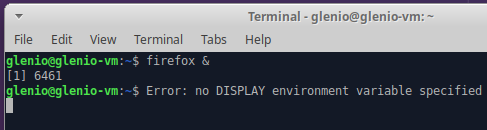 Terminal - glenio@glenio-vm: ~
File Edit View Terminal Tabs Help
glenio@glenio-vm:~$ firefox &
[1] 6461
glenio@glenio-vm:~$ Error: no DISPLAY environment variable specified